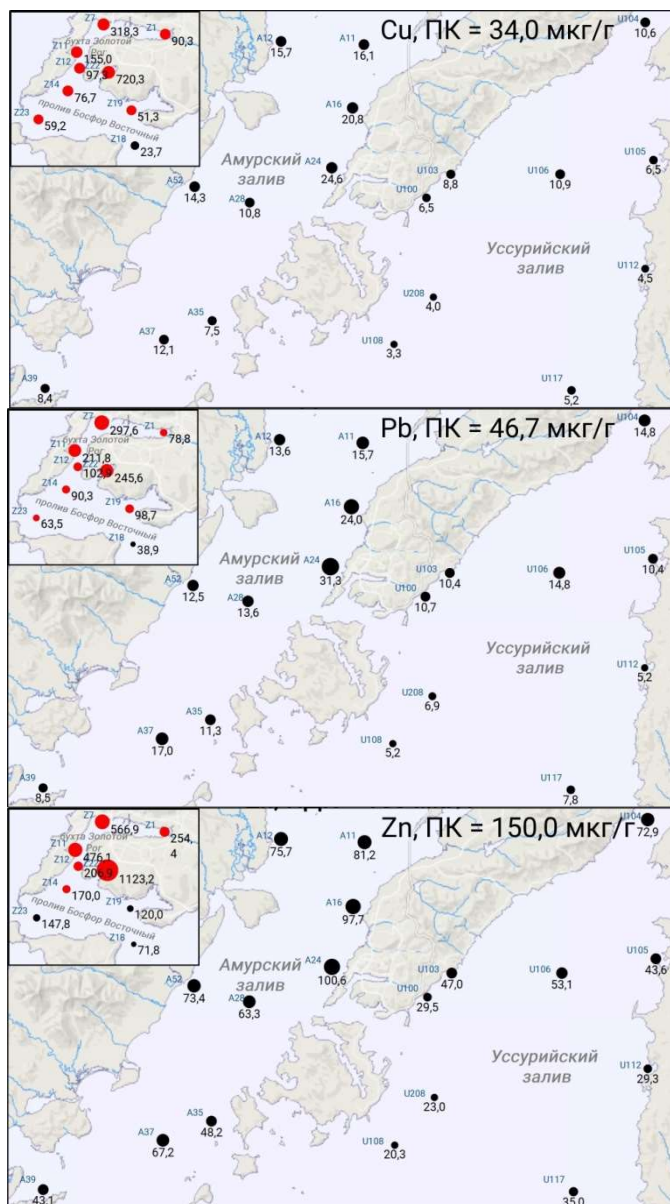 Cu, ПК = 34,0 мкг/г
Z7
318,3
Z1
90,3
бухта Золотой
Рог
Z11
155,0
Z12
97,3
Z22
720,3
Z14
76,7
Z19
51,3
Z23
59,2
пролив Босфор Восточный
Z18
23,7
A12
15,7
A11
16,1
U104
10,6
A16
20,8
A24
24,6
Амурский
залив
A52
14,3
A28
10,8
U103
8,8
U100
6,5
U106
10,9
U105
6,5
Уссурийский
залив
U112
4,5
U208
4,0
A35
7,5
A37
12,1
U108
3,3
A39
8,4
U117
5,2
Pb, ПК = 46,7 мкг/г
Z7
297,6
Z1
78,8
бухта Золотой
Рог
Z11
211,8
Z12
102,9
Z22
245,6
Z14
90,3
Z19
98,7
Z23
63,5
пролив Босфор Восточный
Z18
38,9
A12
13,6
A11
15,7
U104
14,8
A16
24,0
A24
31,3
Амурский
залив
A52
12,5
A28
13,6
U103
10,4
U100
10,7
U106
14,8
U105
10,4
Уссурийский
залив
U112
5,2
U208
6,9
A35
11,3
A37
17,0
U108
5,2
A39
8,5
U117
7,8
Zn, ПК = 150,0 мкг/г
Z7
566,9
Z1
254,
4
бухта Золотой
Рог
Z11
476,1
Z12
206,9
Z22
1123,2
Z14
170,0
Z19
120,0
Z23
147,8
пролив Босфор Восточный
Z18
71,8
A12
75,7
A11
81,2
U104
72,9
A16
97,7
A24
100,6
Амурский
залив
A52
73,4
A28
63,3
U103
47,0
U100
29,5
U106
53,1
U105
43,6
Уссурийский
залив
U112
29,3
U208
23,0
A35
48,2
A37
67,2
U108
20,3
A39
43,1
U117
35,0